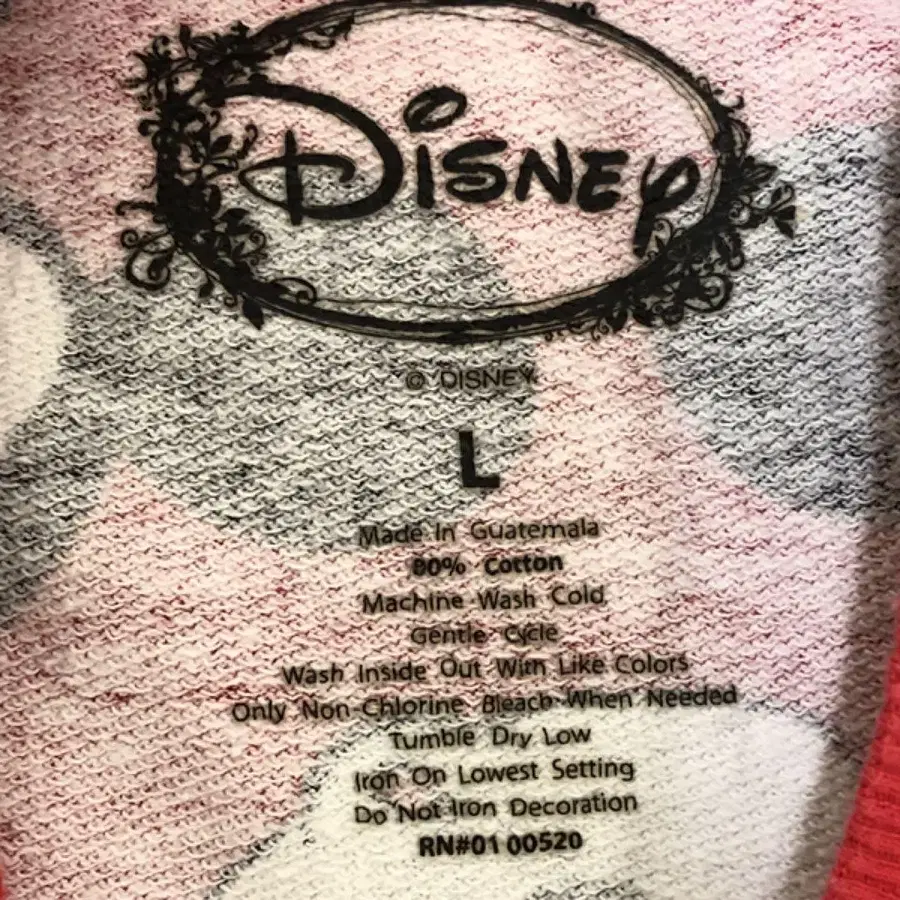 DISNEY
© DISNEY
L
Made In Guatemala
80% Cotton
Machine Wash Cold
Gentle Cycle
Wash Inside Out With Like Colors
Only Non-Chlorine Bleach When Needed
Tumble Dry Low
Iron On Lowest Setting
Do Not Iron Decoration
RN#01 00520